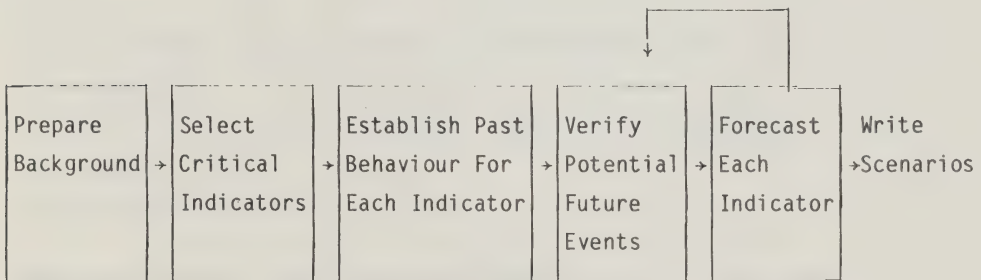 Prepare
Background
Select
Critical
Indicators
Establish Past
Behaviour For
Each Indicator
Verify
Potential
Future
Events
Forecast
Each
Indicator
Write
Scenarios